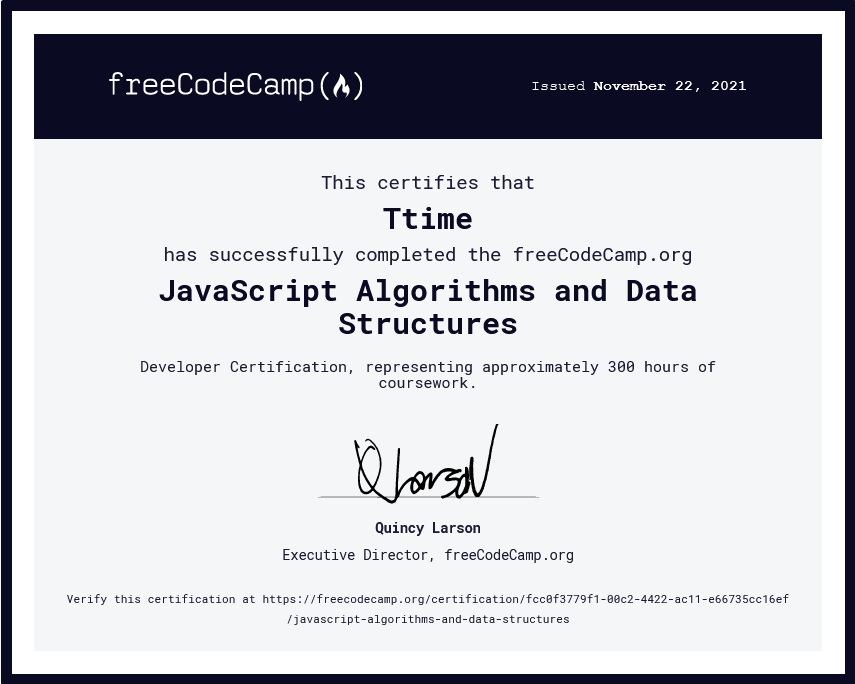 freeCodeCamp(🔥)
Issued November 22, 2021
This certifies that
Ttime
has successfully completed the freeCodeCamp.org
JavaScript Algorithms and Data
Structures
Developer Certification, representing approximately 300 hours of
coursework.
QLarson
Quincy Larson
Executive Director, freeCodeCamp.org
Verify this certification at https://freecodecamp.org/certification/fcc0f3779f1-00c2-4422-ac11-e66735cc16ef
/javascript-algorithms-and-data-structures